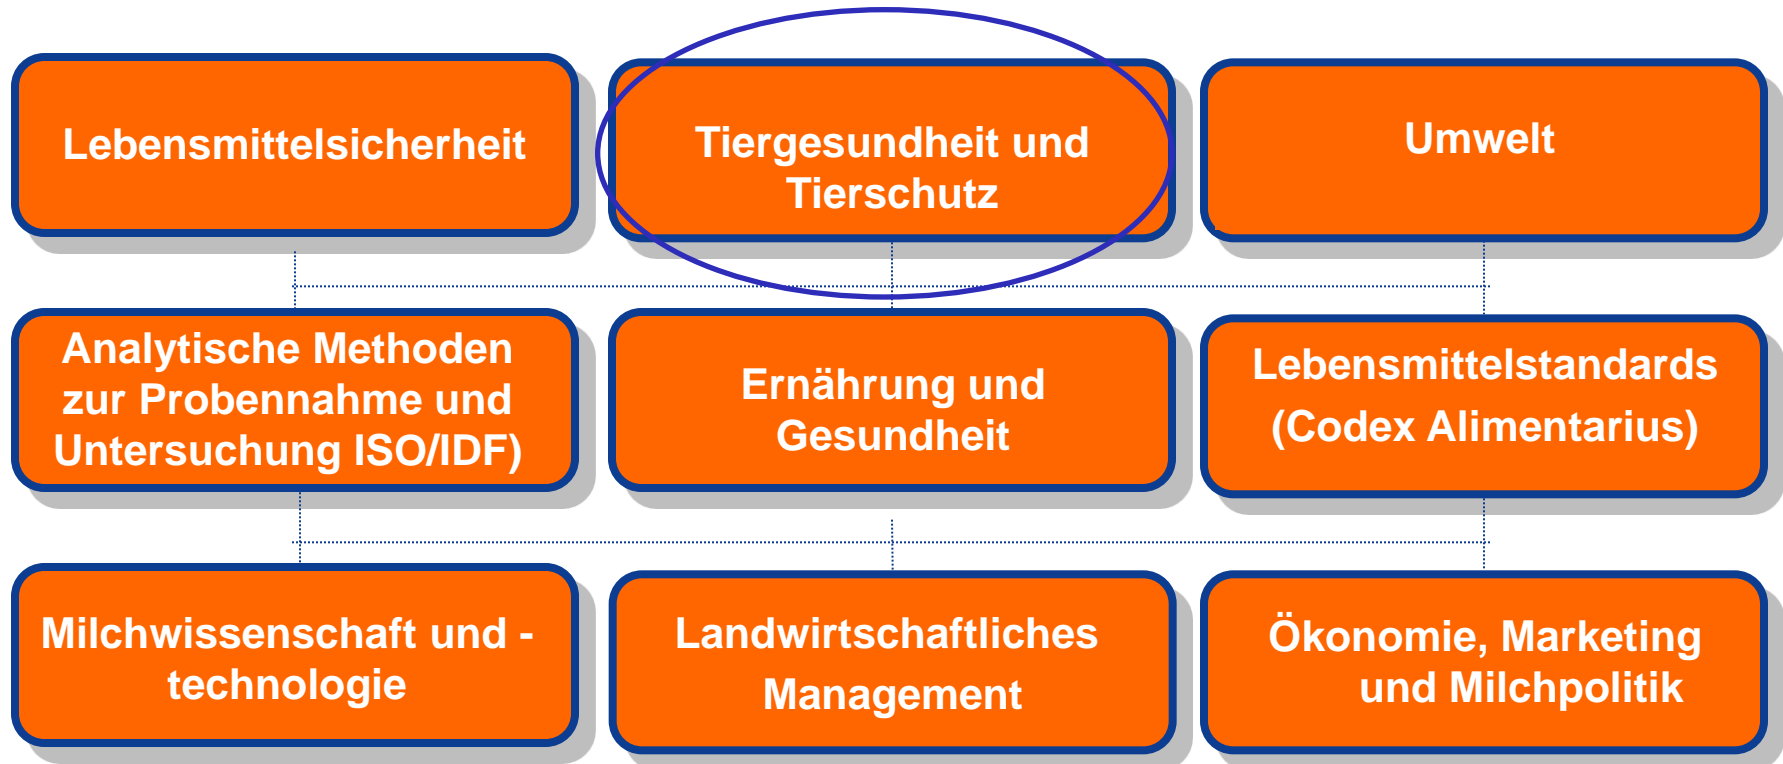 Lebensmittelsicherheit
Tiergesundheit und
Tierschutz
Umwelt
Analytische Methoden
zur Probennahme und
Untersuchung ISO/IDF)
Ernährung und
Gesundheit
Lebensmittelstandards
(Codex Alimentarius)
Milchwissenschaft und -
technologie
Landwirtschaftliches
Management
Ökonomie, Marketing
und Milchpolitik